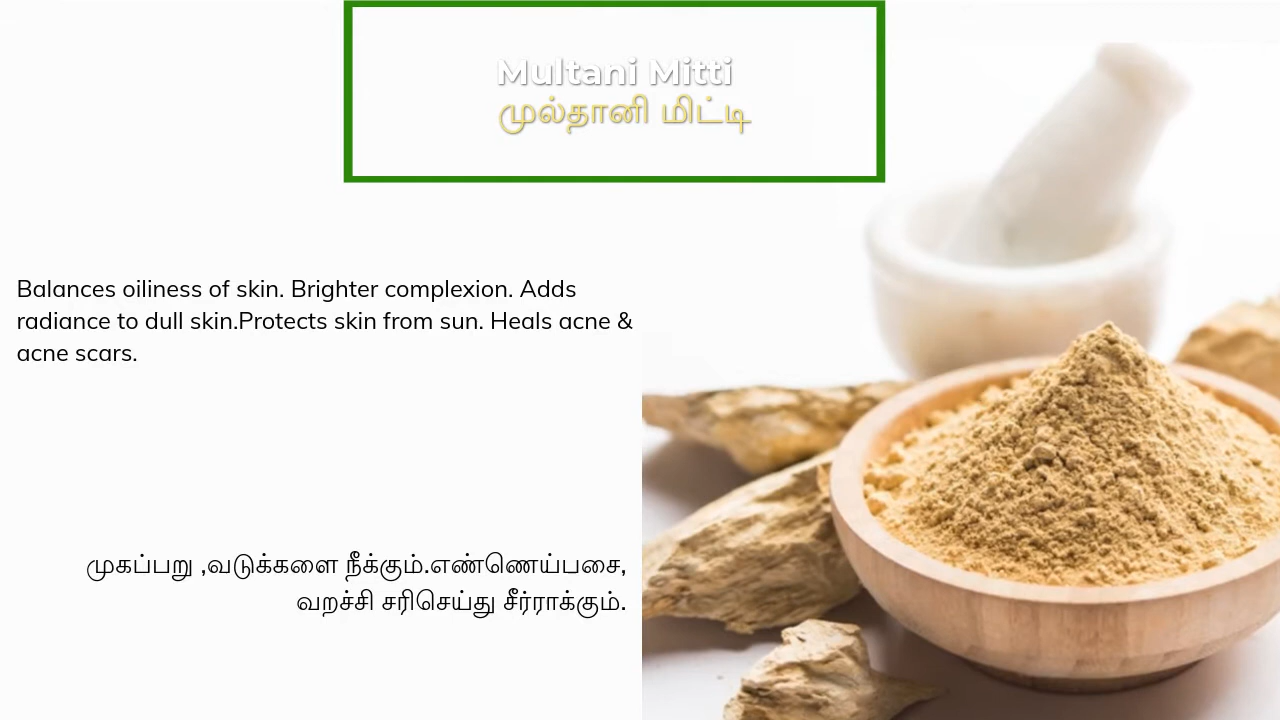 Multani Mitti
முல்தானி மிட்டி
Balances oiliness of skin. Brighter complexion. Adds
radiance to dull skin.Protects skin from sun. Heals acne &
acne scars.
முகப்பறு ,வடுக்களை நீக்கும்.எண்ணெய்பசை,
வறச்சி சரிசெய்து சீர்ராக்கும்.